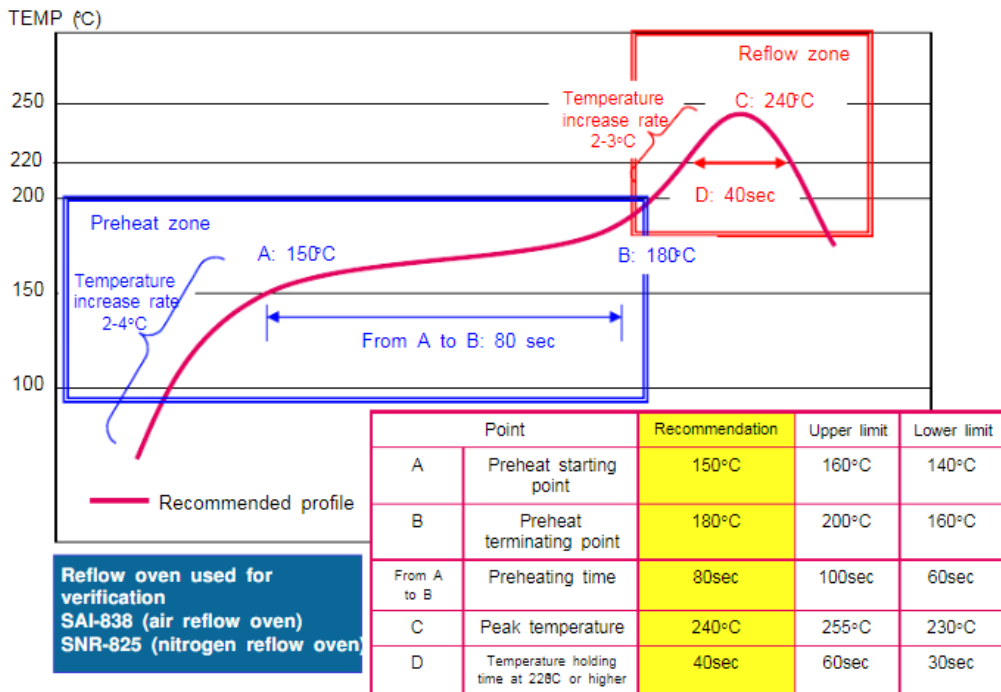 TEMP (℃)
Reflow zone
250
Temperature
increase rate
2-3°C
C: 240°C
220
200
D: 40sec
Preheat zone
A: 150°C
B: 180°C
Temperature
increase rate
2-4°C
150
From A to B: 80 sec
100
Recommended profile
Point Recommendation Upper limit Lower limit
A Preheat starting point 150°C 160°C 140°C
B Preheat terminating point 180°C 200°C 160°C
From A to B Preheating time 80sec 100sec 60sec
C Peak temperature 240°C 255°C 230°C
D Temperature holding time at 220°C or higher 40sec 60sec 30sec
Reflow oven used for
verification
SAI-838 (air reflow oven)
SNR-825 (nitrogen reflow oven)